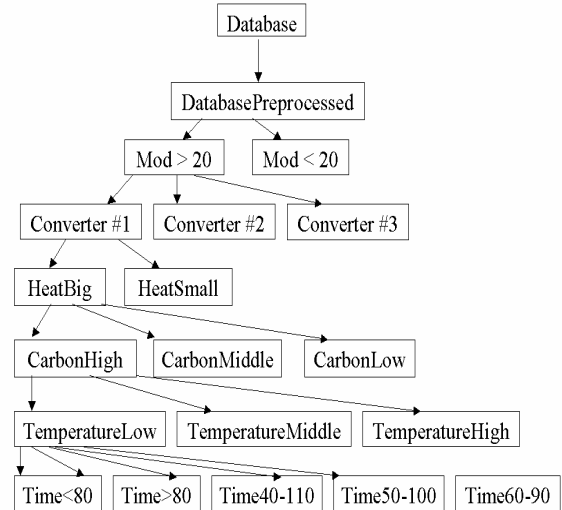 Database
DatabasePreprocessed
Mod > 20 Mod < 20
Converter #1 Converter #2 Converter #3
HeatBig HeatSmall
CarbonHigh CarbonMiddle CarbonLow
TemperatureLow TemperatureMiddle TemperatureHigh
Time<80 Time>80 Time40-110 Time50-100 Time60-90